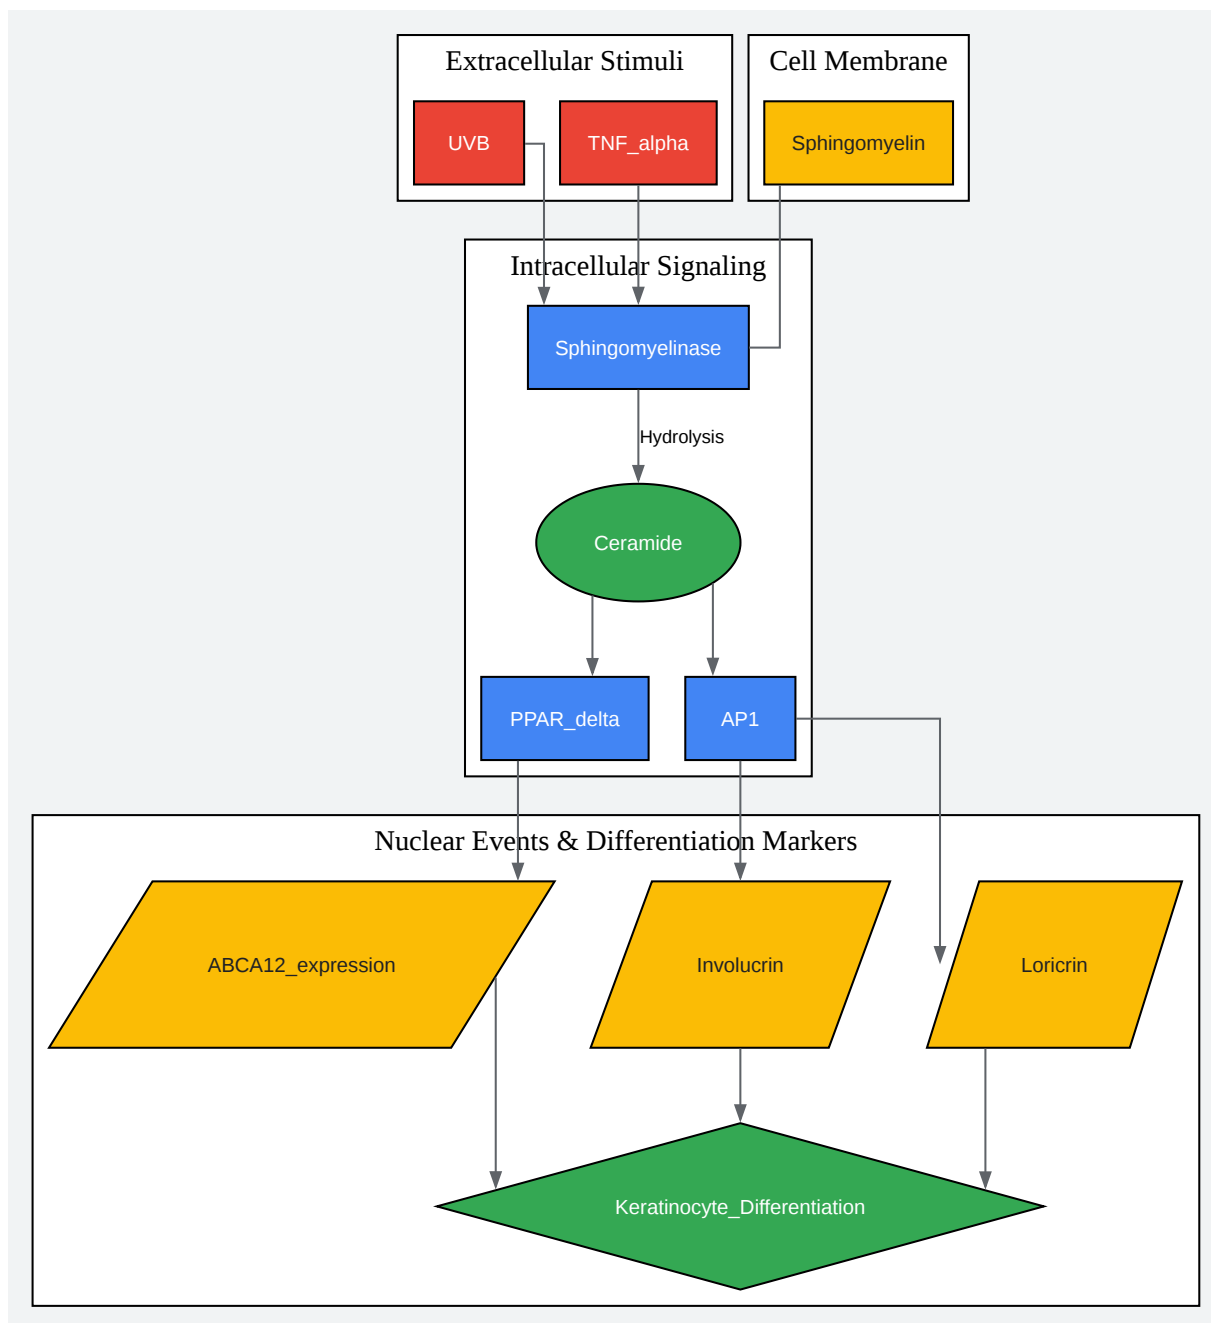 Extracellular Stimuli
Cell Membrane
UVB
TNF_alpha
Sphingomyelin
Intracellular Signaling
Sphingomyelinase
Hydrolysis
Ceramide
PPAR_delta
AP1
Nuclear Events & Differentiation Markers
ABCA12_expression
Involucrin
Loricrin
Keratinocyte_Differentiation